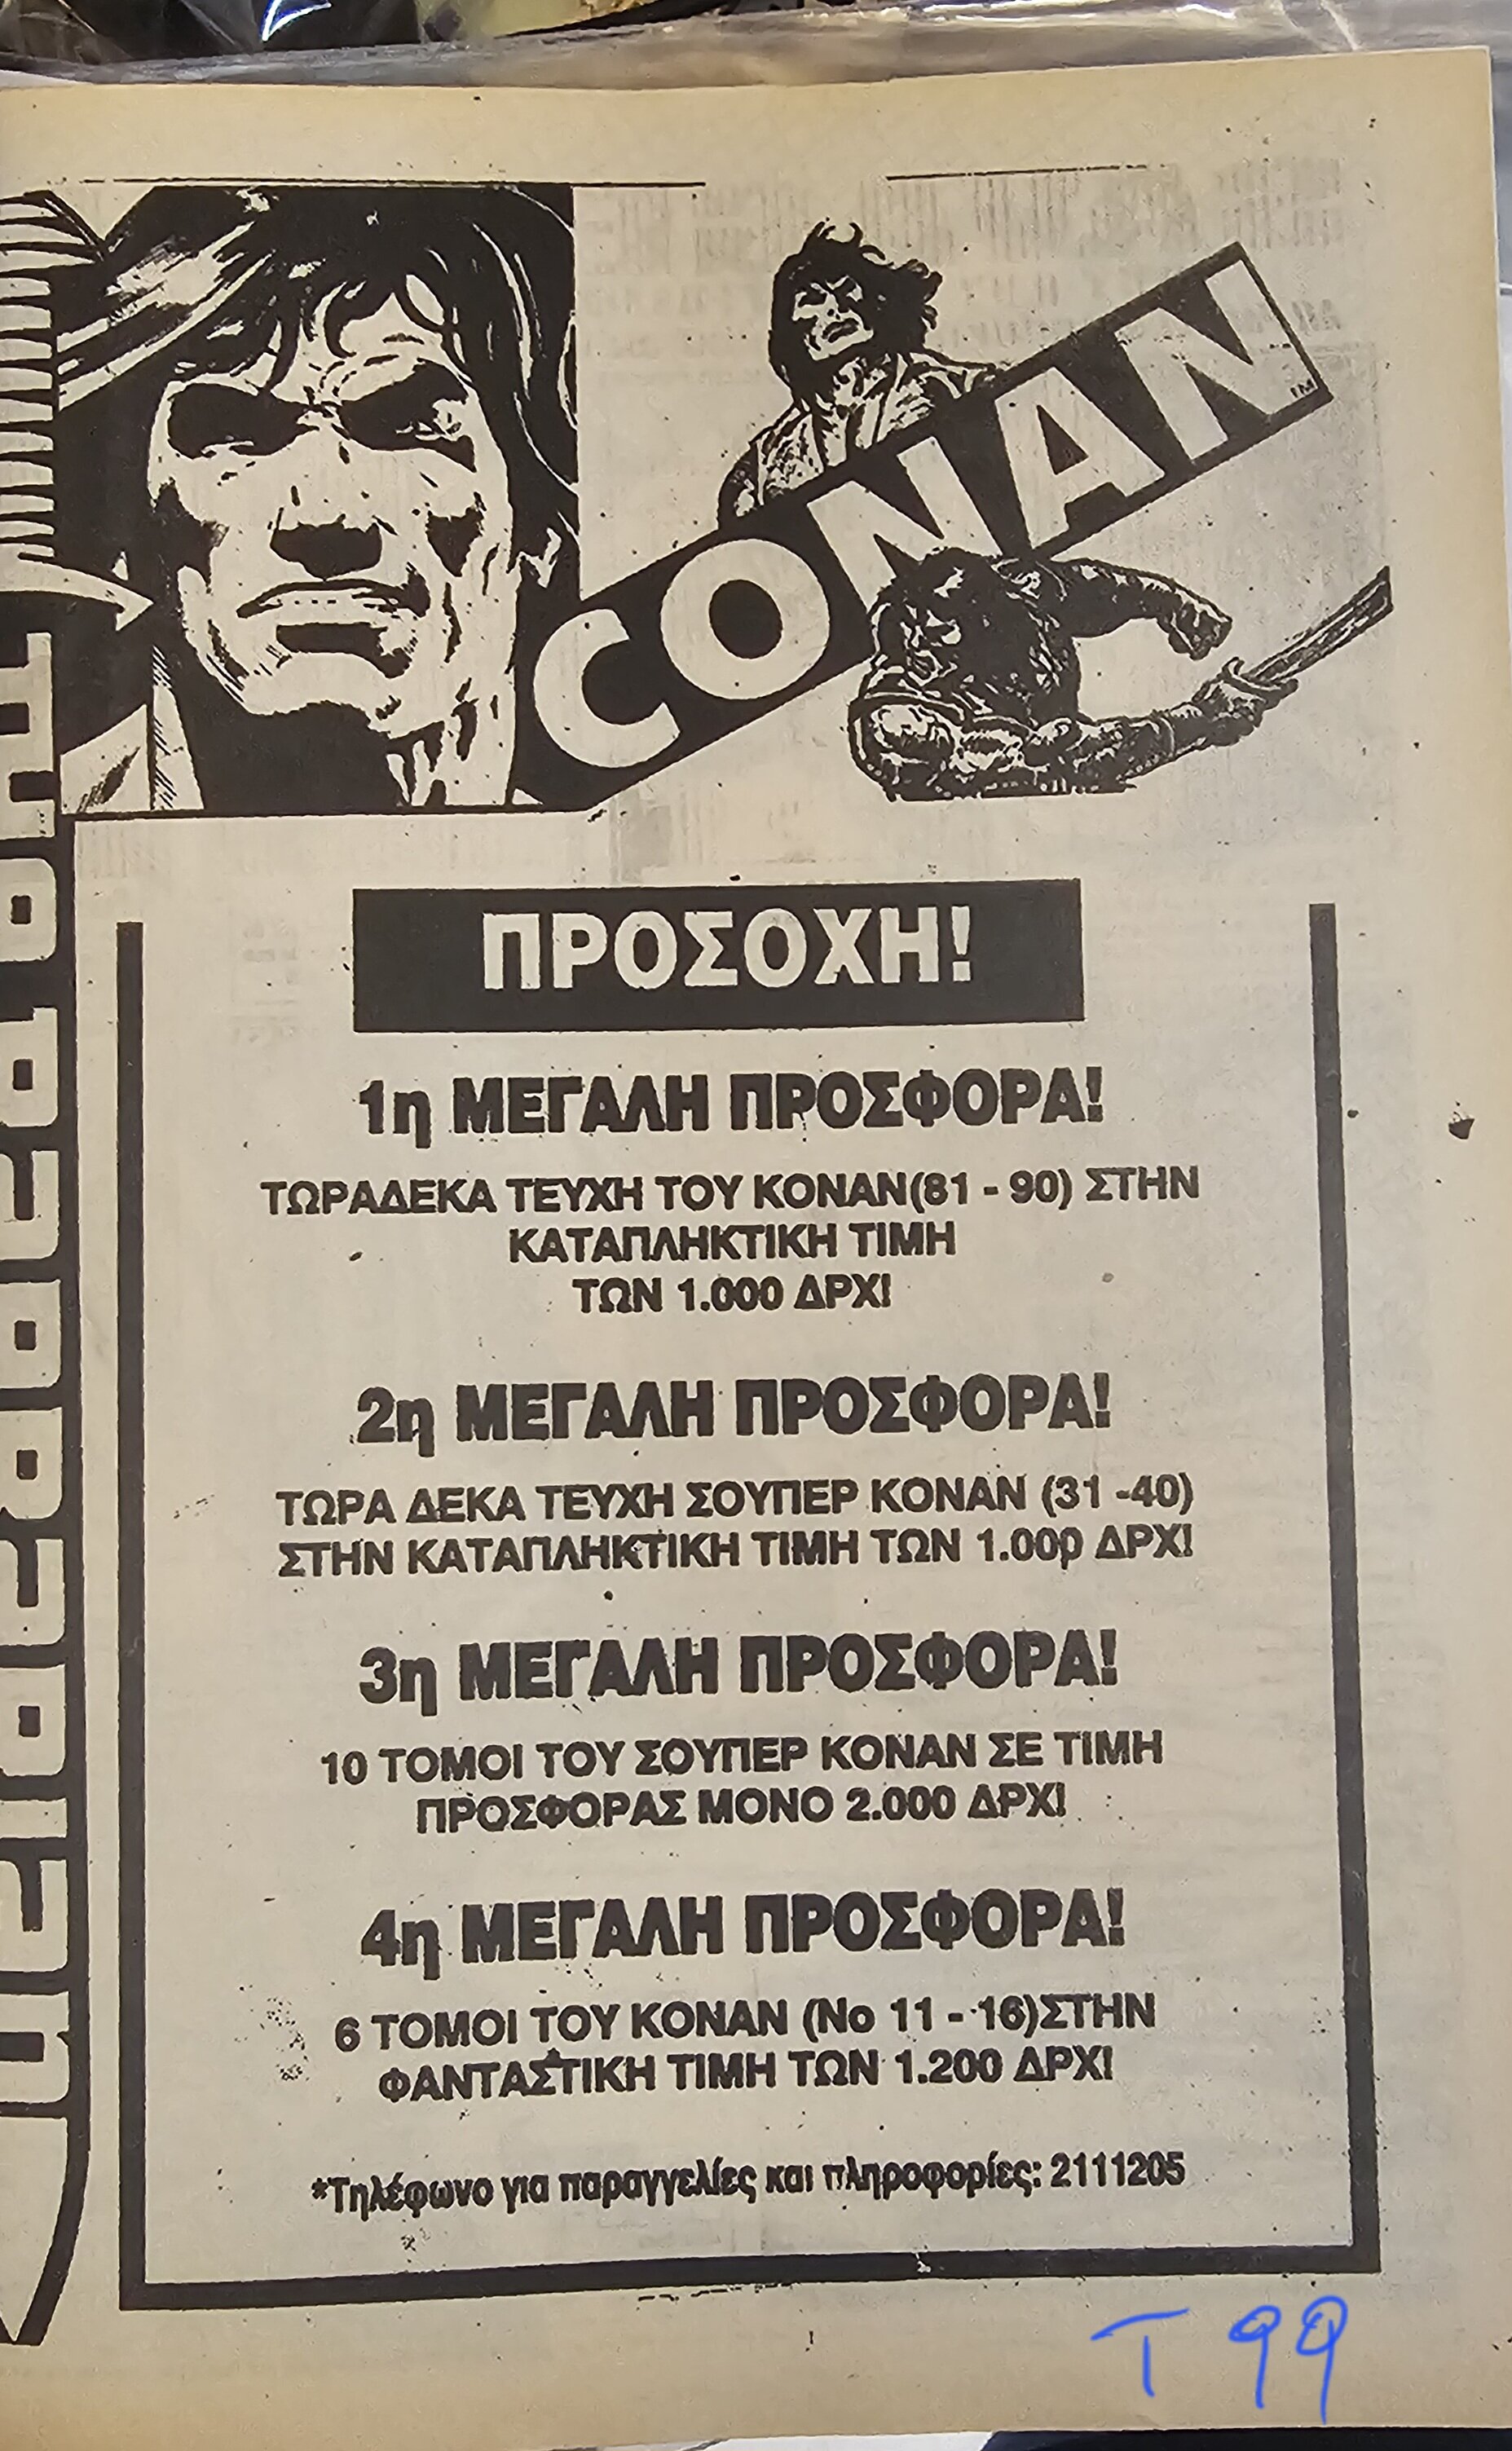 CONAN
TM
ΠΡΟΣΟΧΗ!
1η ΜΕΓΑΛΗ ΠΡΟΣΦΟΡΑ!
ΤΩΡΑΔΕΚΑ ΤΕΥΧΗ ΤΟΥ ΚΟΝΑΝ(81 - 90) ΣΤΗΝ
ΚΑΤΑΠΛΗΚΤΙΚΗ ΤΙΜΗ
ΤΩΝ 1.000 ΔΡΧ!
2η ΜΕΓΑΛΗ ΠΡΟΣΦΟΡΑ!
ΤΩΡΑ ΔΕΚΑ ΤΕΥΧΗ ΣΟΥΠΕΡ ΚΟΝΑΝ (31 -40)
ΣΤΗΝ ΚΑΤΑΠΛΗΚΤΙΚΗ ΤΙΜΗ ΤΩΝ 1.00ρ ΔΡΧ!
3η ΜΕΓΑΛΗ ΠΡΟΣΦΟΡΑ!
10 ΤΟΜΟΙ ΤΟΥ ΣΟΥΠΕΡ ΚΟΝΑΝ ΣΕ ΤΙΜΗ
ΠΡΟΣΦΟΡΑΣ ΜΟΝΟ 2.000 ΔΡΧ!
4η ΜΕΓΑΛΗ ΠΡΟΣΦΟΡΑ!
6 ΤΟΜΟΙ ΤΟΥ ΚΟΝΑΝ (Νο 11 - 16)ΣΤΗΝ
ΦΑΝΤΑΣΤΙΚΗ ΤΙΜΗ ΤΩΝ 1.200 ΔΡΧ!
*Τηλέφωνο για παραγγελίες και πληροφορίες: 2111205
T 99